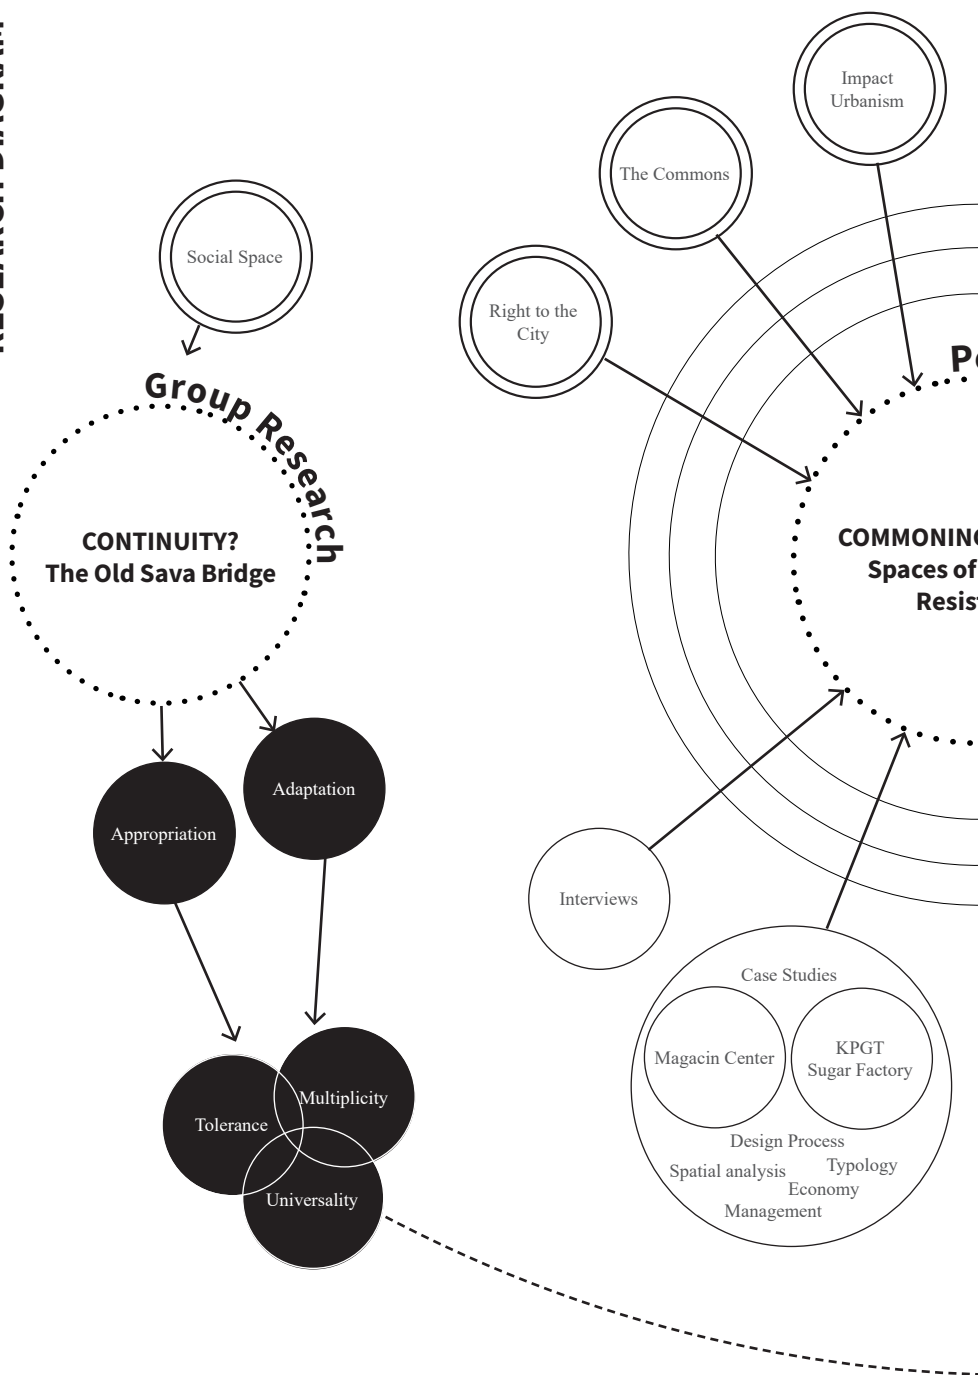 RESEARCH DIAGRAM
Impact
Urbanism
The Commons
Social Space
Right to the
City
Group Research
CONTINUITY?
The Old Sava Bridge
COMMONING
Spaces of
Adaptation
Appropriation
Interviews
Case Studies
Magacin Center
KPGT
Sugar Factory
Multiplicity
Tolerance
Design Process
Spatial analysis
Typology
Economy
Universality
Management